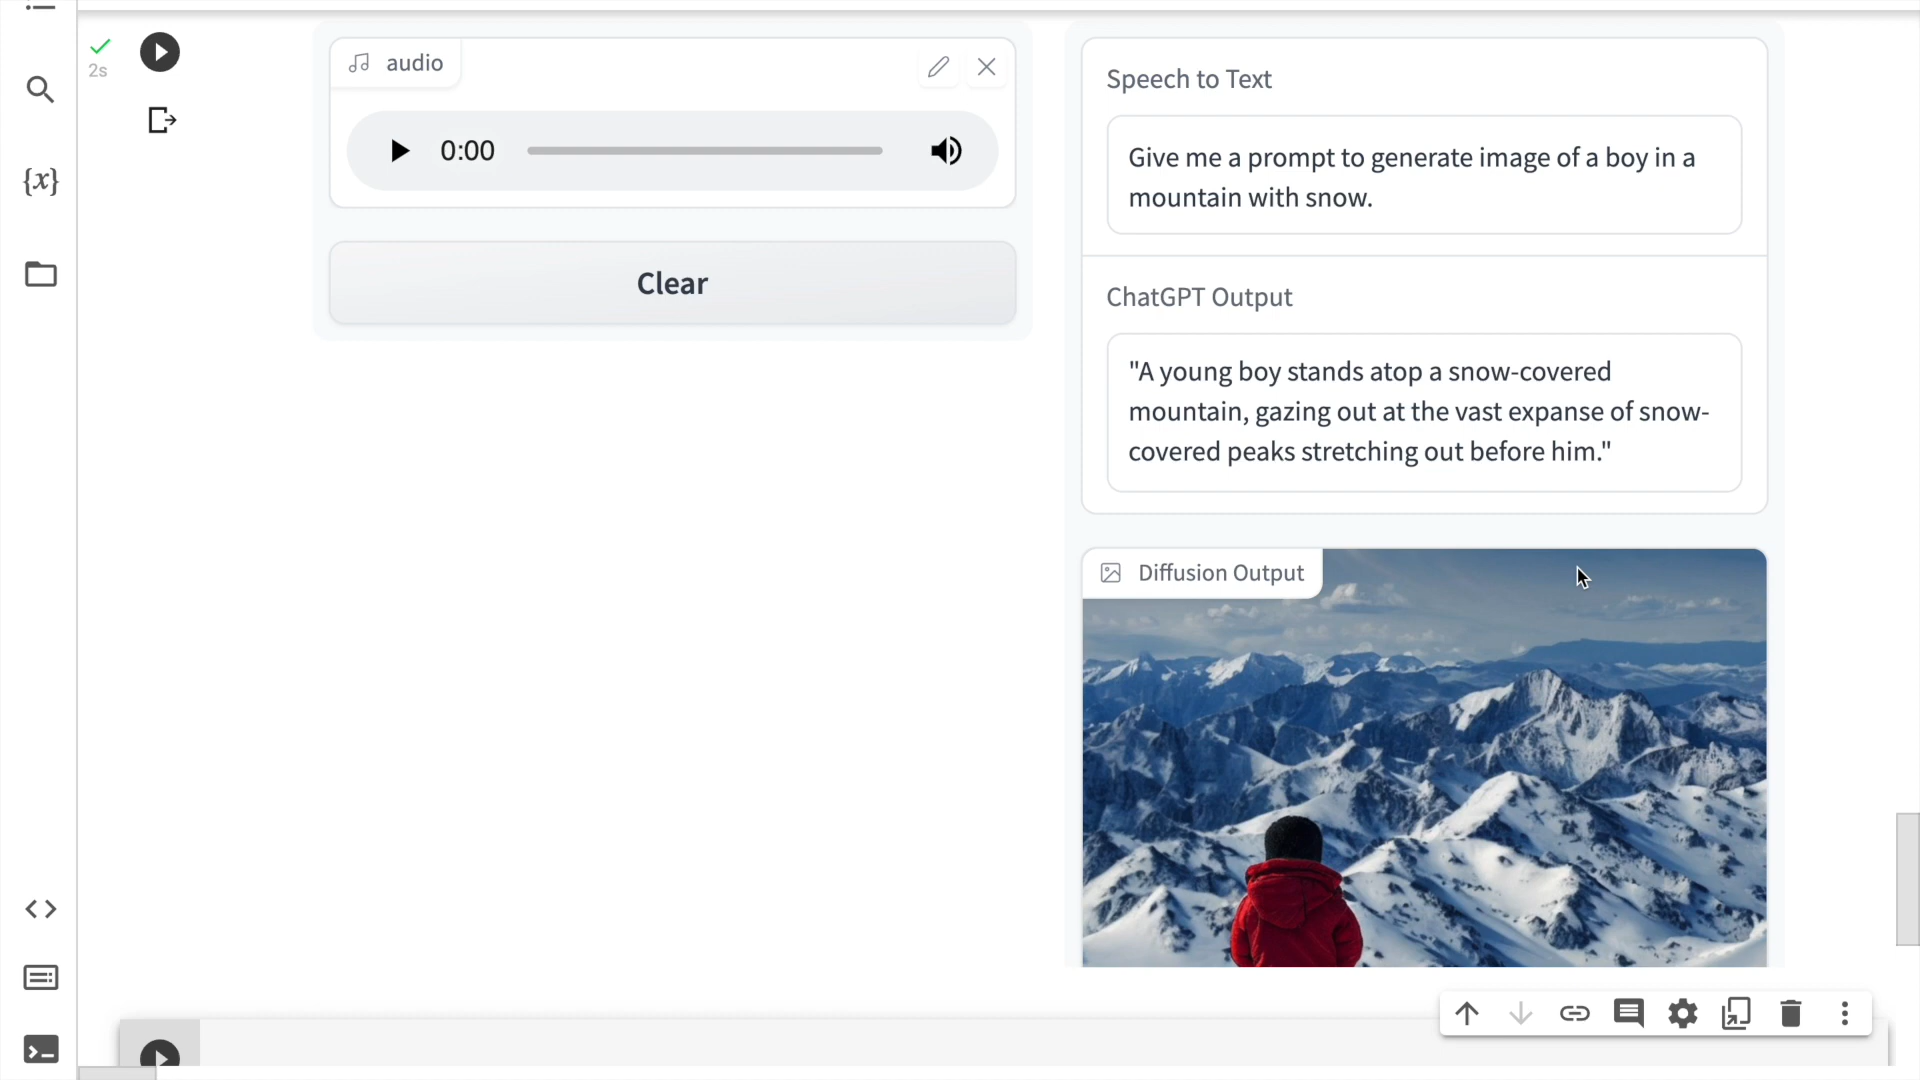 2s
audio
0:00
Clear
Speech to Text
Give me a prompt to generate image of a boy in a
mountain with snow.
ChatGPT Output
"A young boy stands atop a snow-covered
mountain, gazing out at the vast expanse of snow-
covered peaks stretching out before him."
Diffusion Output
{x}